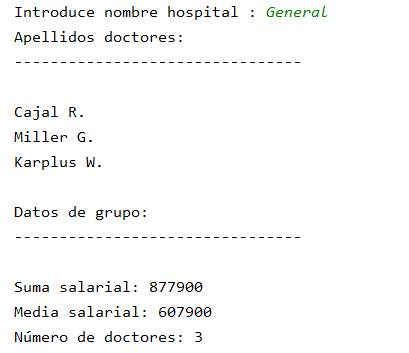 Introduce nombre hospital : General
Apellidos doctores:
--------------------------------
Cajal R.
Miller G.
Karplus W.
Datos de grupo:
--------------------------------
Suma salarial: 877900
Media salarial: 607900
Número de doctores: 3